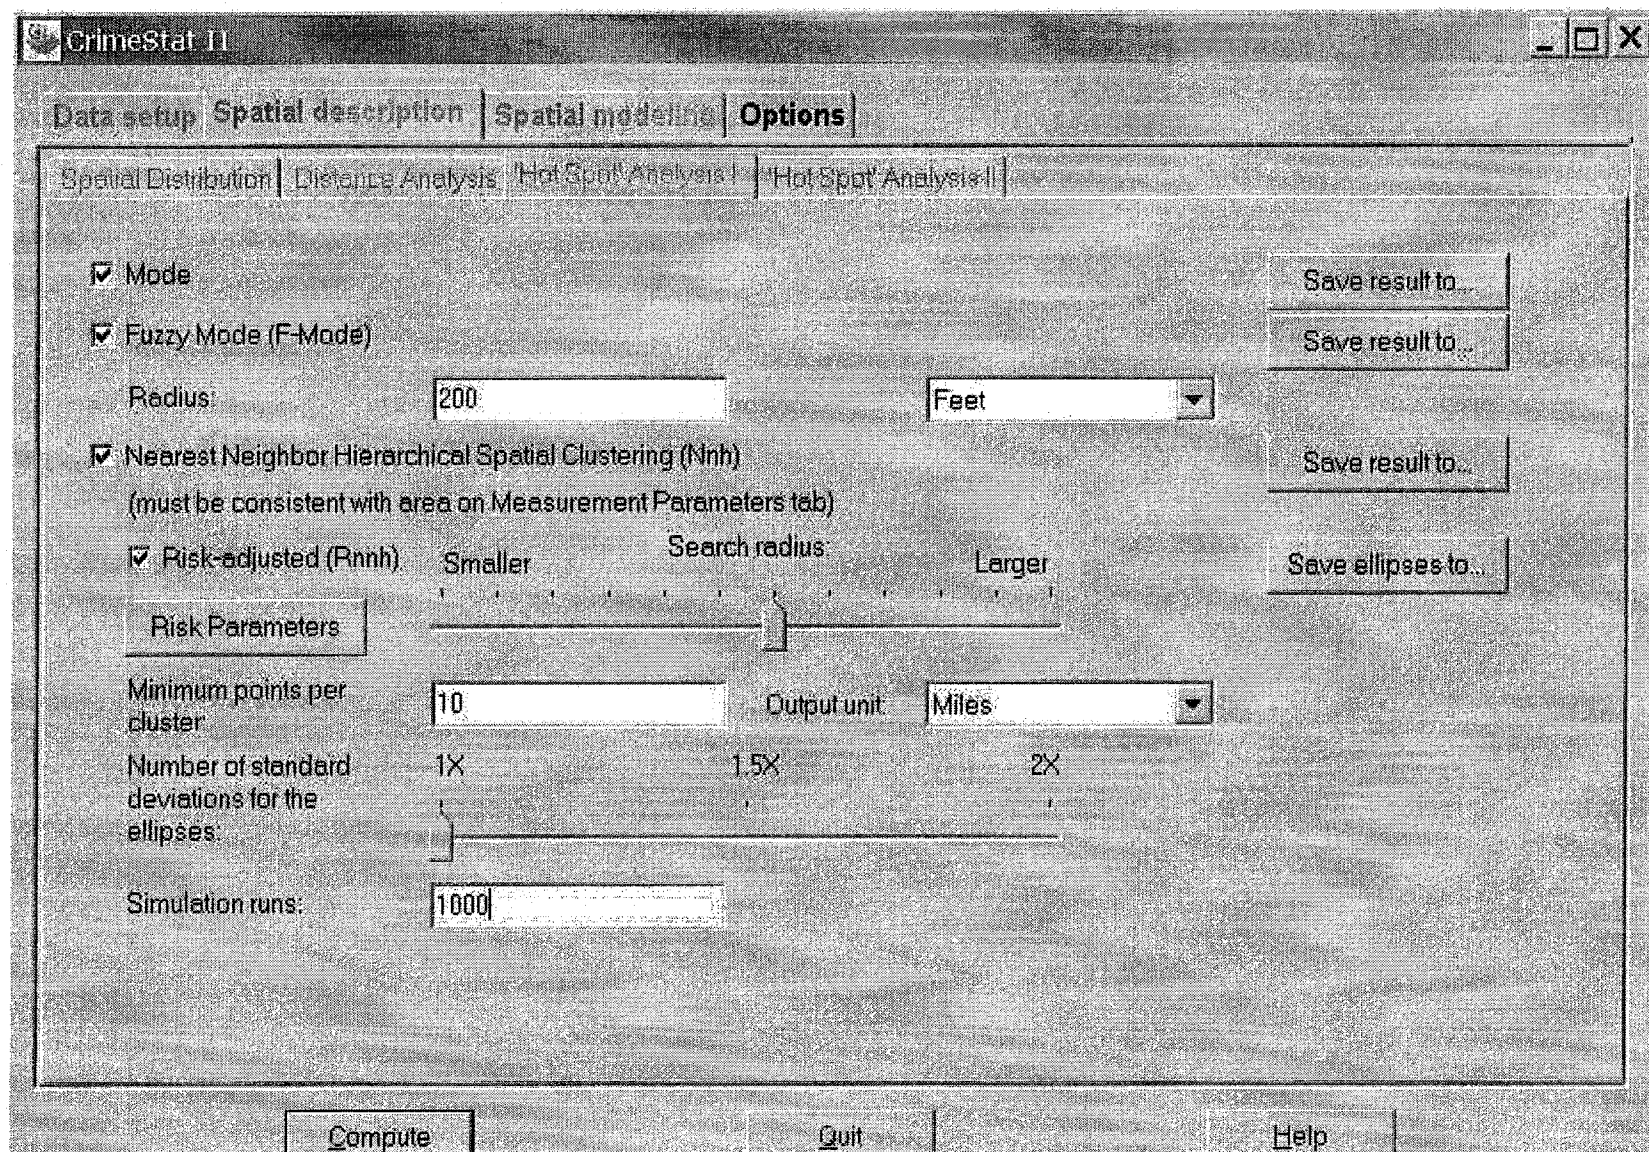 CrimeStat II
Data setup Spatial description Spatial modeling Options
Spatial Distribution Distance Analysis 'Hot Spot' Analysis I 'Hot Spot' Analysis II
Mode Save result to...
Fuzzy Mode (F-Mode) Save result to...
Radius: 200 Feet
Nearest Neighbor Hierarchical Spatial Clustering (Nnh) Save result to...
(must be consistent with area on Measurement Parameters tab)
Risk-adjusted (Rnnh) Smaller Search radius: Larger Save ellipses to...
Risk Parameters
Minimum points per
cluster: 10 Output unit: Miles
Number of standard 1X 1.5X 2X
deviations for the
ellipses:
Simulation runs: 1000
Compute Quit Help